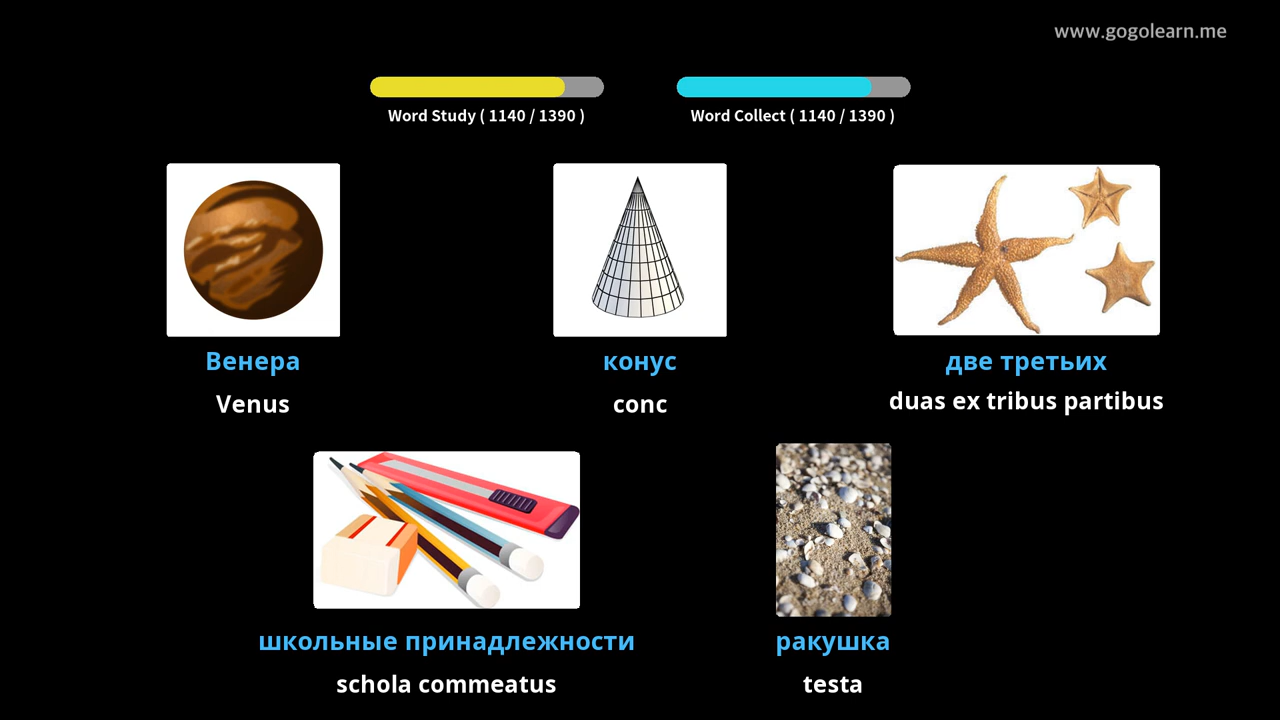 www.gogolearn.me
Word Study ( 1140 / 1390 )
Word Collect ( 1140 / 1390 )
Венера
Venus
конус
conc
две третьих
duas ex tribus partibus
школьные принадлежности
schola commeatus
ракушка
testa